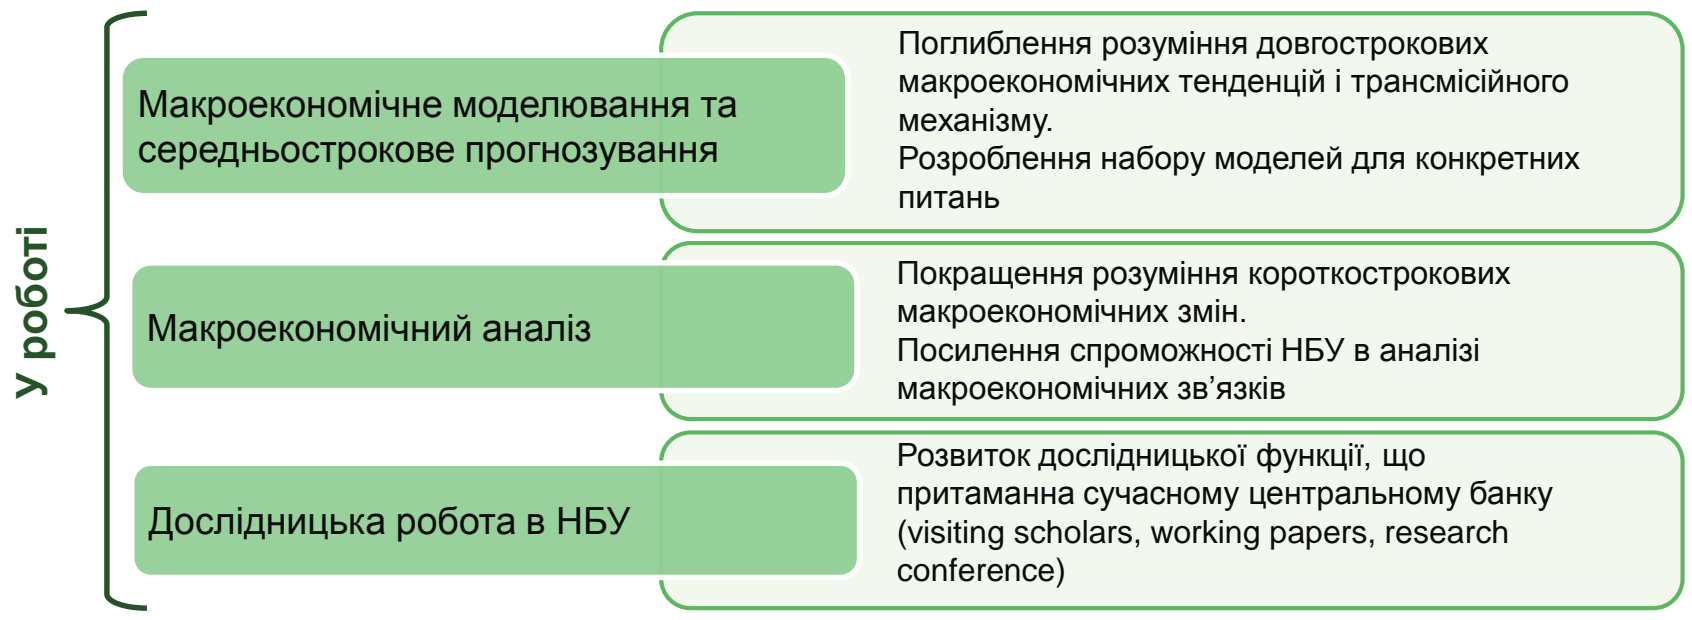 У роботі
Макроекономічне моделювання та
середньострокове прогнозування
Поглиблення розуміння довгострокових
макроекономічних тенденцій і трансмісійного
механізму.
Розроблення набору моделей для конкретних
питань
Макроекономічний аналіз
Покращення розуміння короткострокових
макроекономічних змін.
Посилення спроможності НБУ в аналізі
макроекономічних зв’язків
Дослідницька робота в НБУ
Розвиток дослідницької функції, що
притаманна сучасному центральному банку
(visiting scholars, working papers, research
conference)